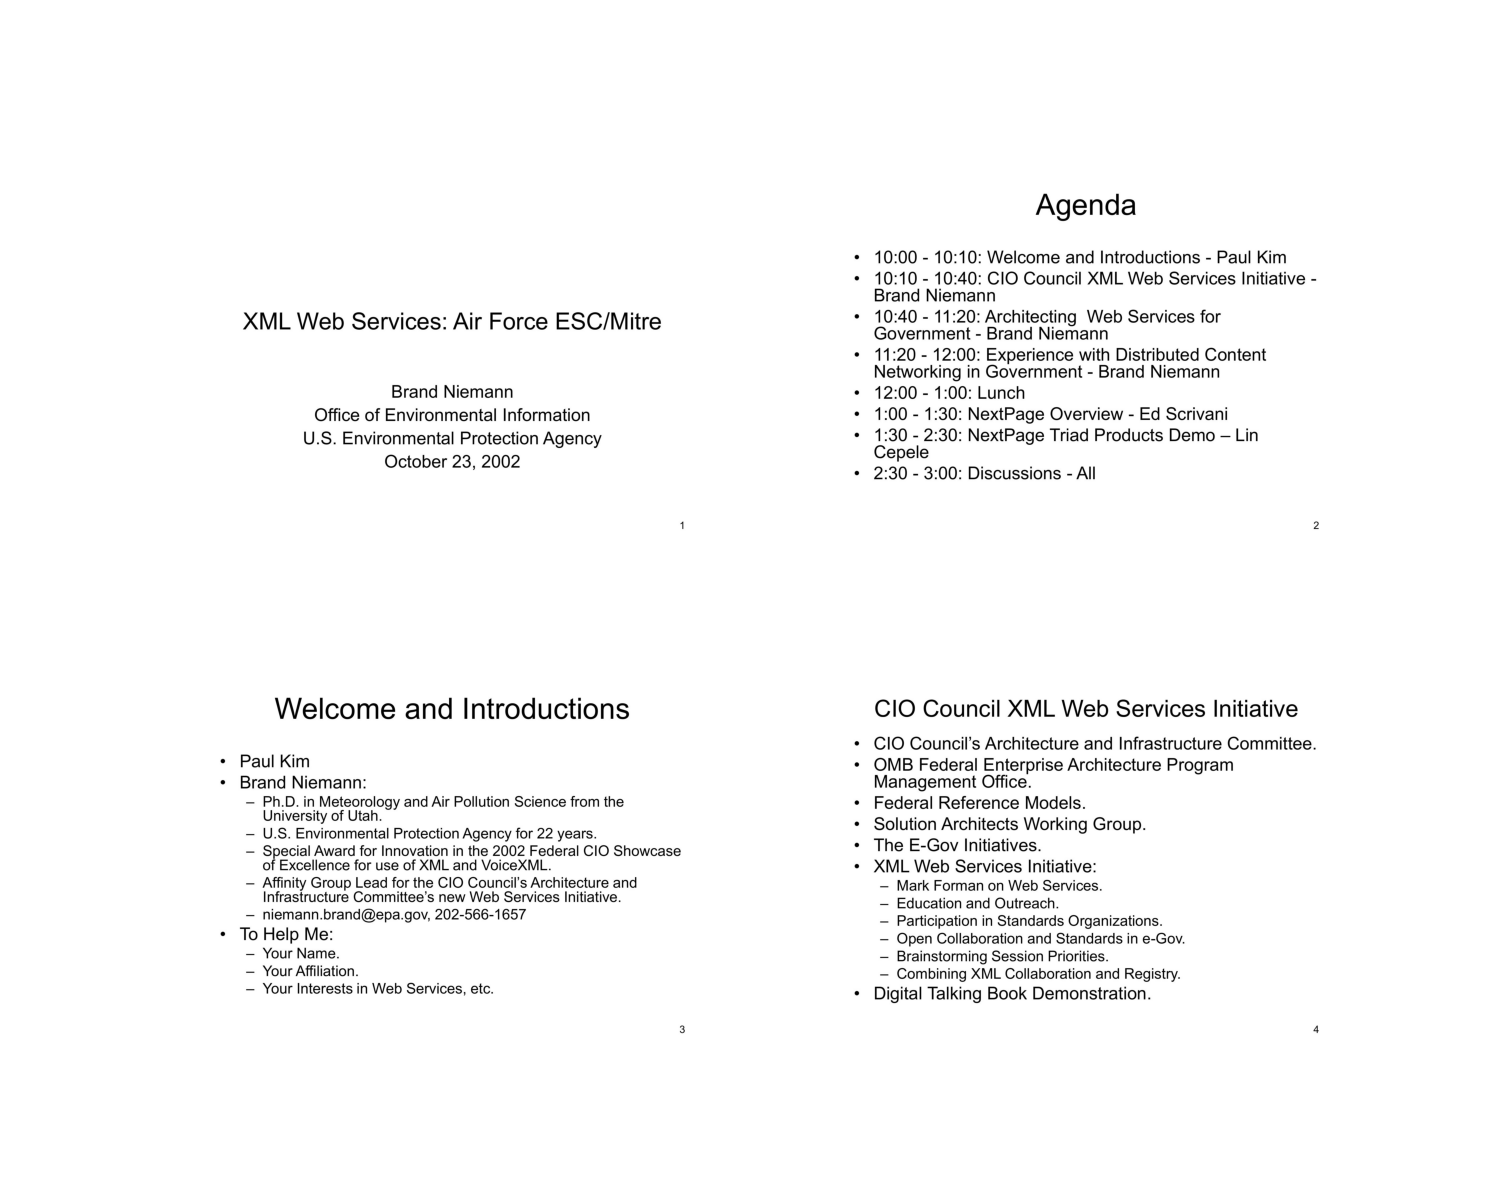 XML Web Services: Air Force ESC/Mitre
Brand Niemann
Office of Environmental Information
U.S. Environmental Protection Agency
October 23, 2002
1
Agenda
• 10:00 - 10:10: Welcome and Introductions - Paul Kim
• 10:10 - 10:40: CIO Council XML Web Services Initiative -
Brand Niemann
• 10:40 - 11:20: Architecting  Web Services for
Government - Brand Niemann
• 11:20 - 12:00: Experience with Distributed Content
Networking in Government - Brand Niemann
• 12:00 - 1:00: Lunch
• 1:00 - 1:30: NextPage Overview - Ed Scrivani
• 1:30 - 2:30: NextPage Triad Products Demo – Lin
Cepele
• 2:30 - 3:00: Discussions - All
2
Welcome and Introductions
• Paul Kim
• Brand Niemann:
– Ph.D. in Meteorology and Air Pollution Science from the
University of Utah.
– U.S. Environmental Protection Agency for 22 years.
– Special Award for Innovation in the 2002 Federal CIO Showcase
of Excellence for use of XML and VoiceXML.
– Affinity Group Lead for the CIO Council's Architecture and
Infrastructure Committee's new Web Services Initiative.
– niemann.brand@epa.gov, 202-566-1657
• To Help Me:
– Your Name.
– Your Affiliation.
– Your Interests in Web Services, etc.
3
CIO Council XML Web Services Initiative
• CIO Council's Architecture and Infrastructure Committee.
• OMB Federal Enterprise Architecture Program
Management Office.
• Federal Reference Models.
• Solution Architects Working Group.
• The E-Gov Initiatives.
• XML Web Services Initiative:
– Mark Forman on Web Services.
– Education and Outreach.
– Participation in Standards Organizations.
– Open Collaboration and Standards in e-Gov.
– Brainstorming Session Priorities.
– Combining XML Collaboration and Registry.
• Digital Talking Book Demonstration.
4